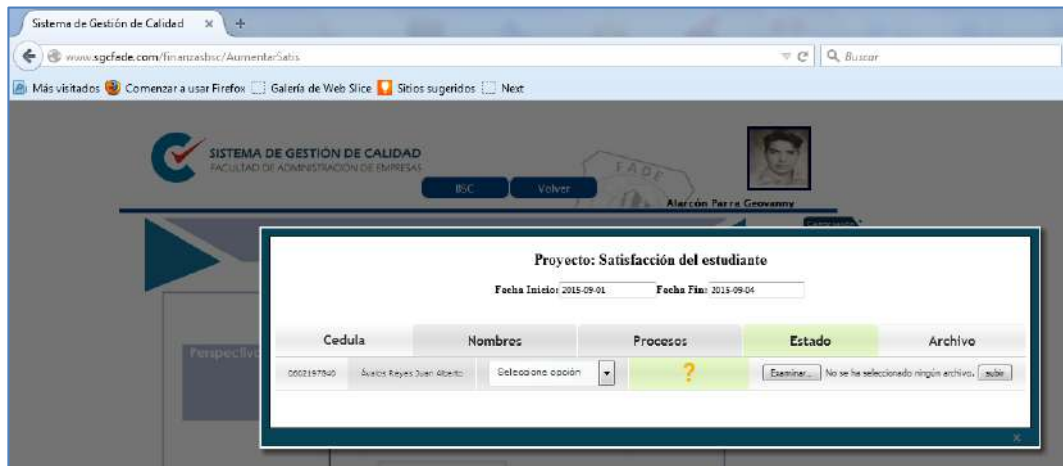 Sistema de Gestión de Calidad
www.sgcfade.com/finanzasbsc/AumentarSatis
Buscar
Más visitados Comenzar a usar Firefox Galería de Web Slice Sitios sugeridos Next
SISTEMA DE GESTIÓN DE CALIDAD
FACULTAD DE ADMINISTRACIÓN DE EMPRESAS
FADE
BSC Volver
Alarcón Parra Geovanny
Proyecto: Satisfacción del estudiante
Fecha Inicio: 2015-09-01 Fecha Fin: 2015-09-04
Cedula Nombres Procesos Estado Archivo
Perspectiva
Ávalos Reyes Juan Alberto Seleccione opción ? Examinar... No se ha seleccionado ningún archivo. subir
x